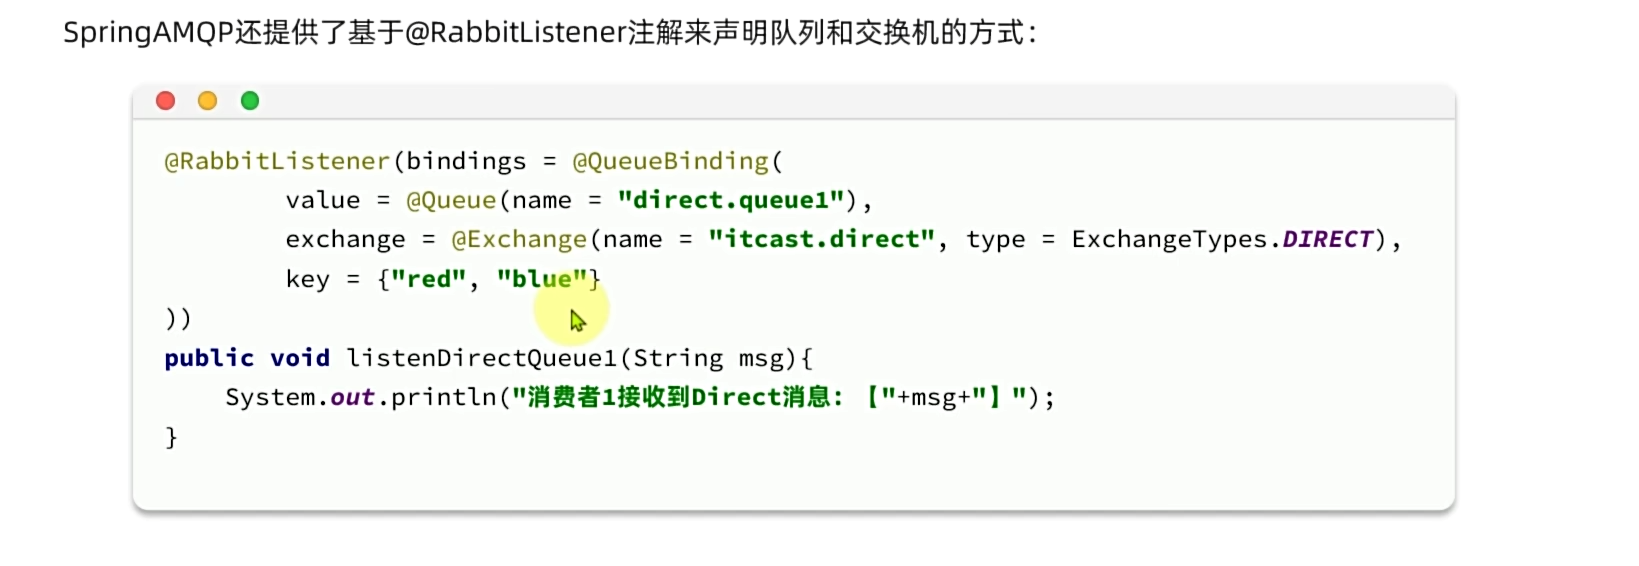 SpringAMQP还提供了基于@RabbitListener注解来声明队列和交换机的方式：
@RabbitListener(bindings = @QueueBinding(
        value = @Queue(name = "direct.queue1"),
        exchange = @Exchange(name = "itcast.direct", type = ExchangeTypes.DIRECT),
        key = {"red", "blue"}
))
public void listenDirectQueue1(String msg){
    System.out.println("消费者1接收到Direct消息：【"+msg+"】");
}